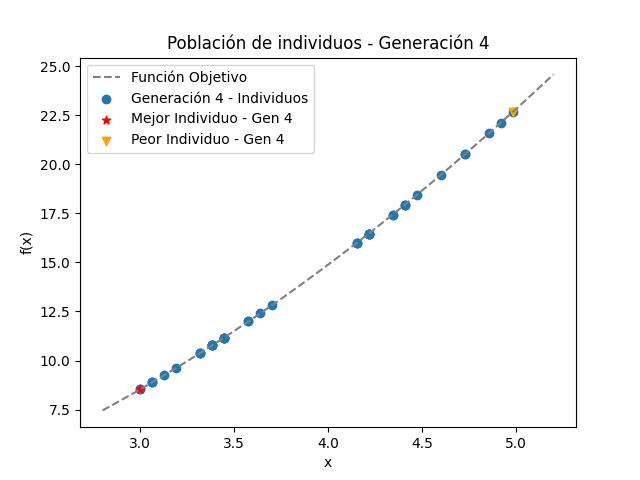 Población de individuos - Generación 4
Función Objetivo
Generación 4 - Individuos
Mejor Individuo - Gen 4
Peor Individuo - Gen 4
25.0
22.5
20.0
17.5
15.0
12.5
10.0
7.5
f(x)
3.0 3.5 4.0 4.5 5.0
x